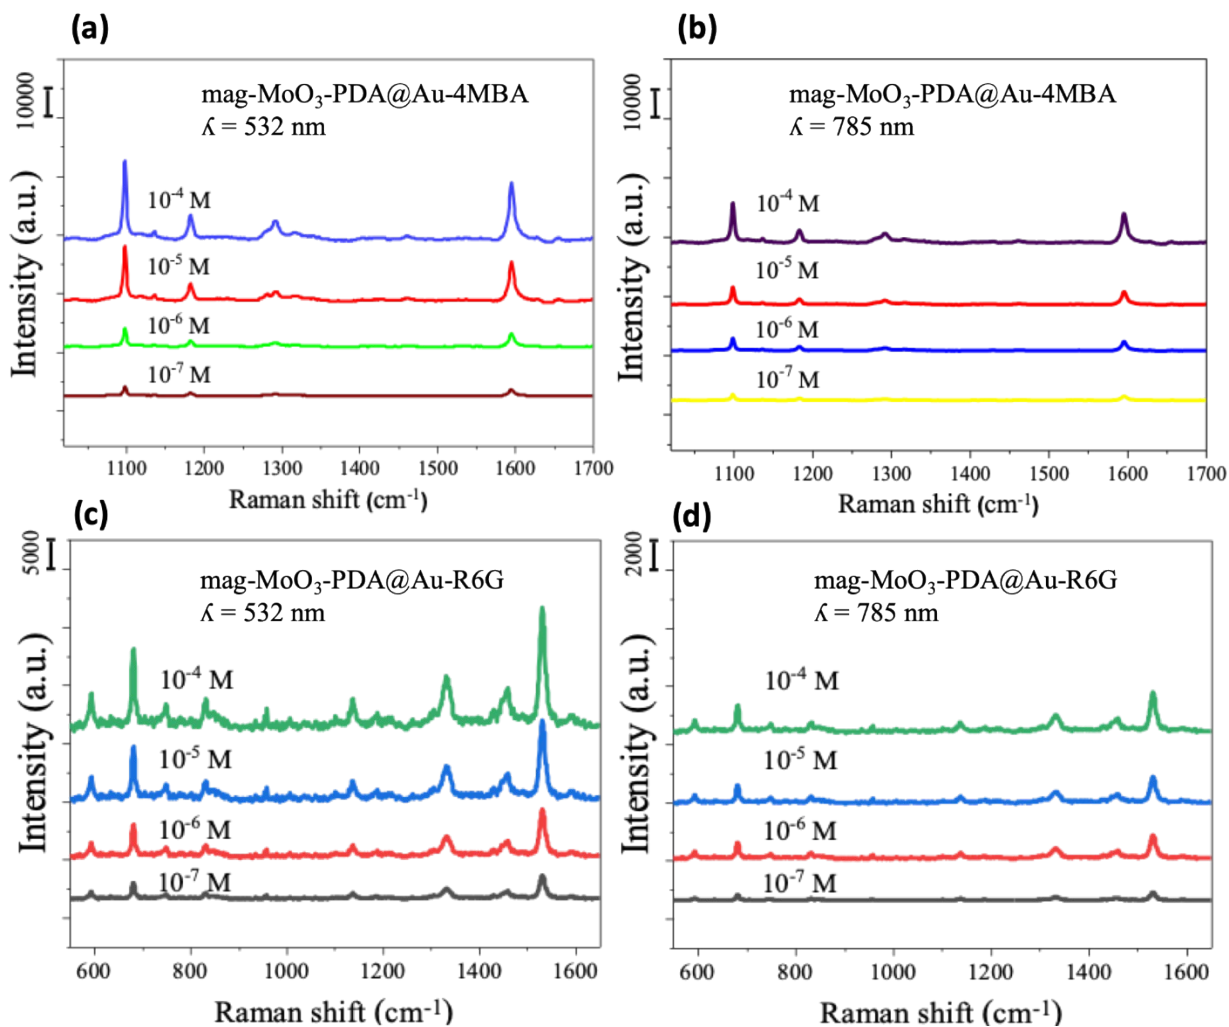 (a)
10000
mag-MoO3-PDA@Au-4MBA
ʎ = 532 nm
10-4 M
10-5 M
10-6 M
10-7 M
Intensity (a.u.)
1100 1200 1300 1400 1500 1600 1700
Raman shift (cm-1)
(b)
10000
mag-MoO3-PDA@Au-4MBA
ʎ = 785 nm
10-4 M
10-5 M
10-6 M
10-7 M
Intensity (a.u.)
1100 1200 1300 1400 1500 1600 1700
Raman shift (cm-1)
(c)
5000
mag-MoO3-PDA@Au-R6G
ʎ = 532 nm
10-4 M
10-5 M
10-6 M
10-7 M
Intensity (a.u.)
600 800 1000 1200 1400 1600
Raman shift (cm-1)
(d)
2000
mag-MoO3-PDA@Au-R6G
ʎ = 785 nm
10-4 M
10-5 M
10-6 M
10-7 M
Intensity (a.u.)
600 800 1000 1200 1400 1600
Raman shift (cm-1)